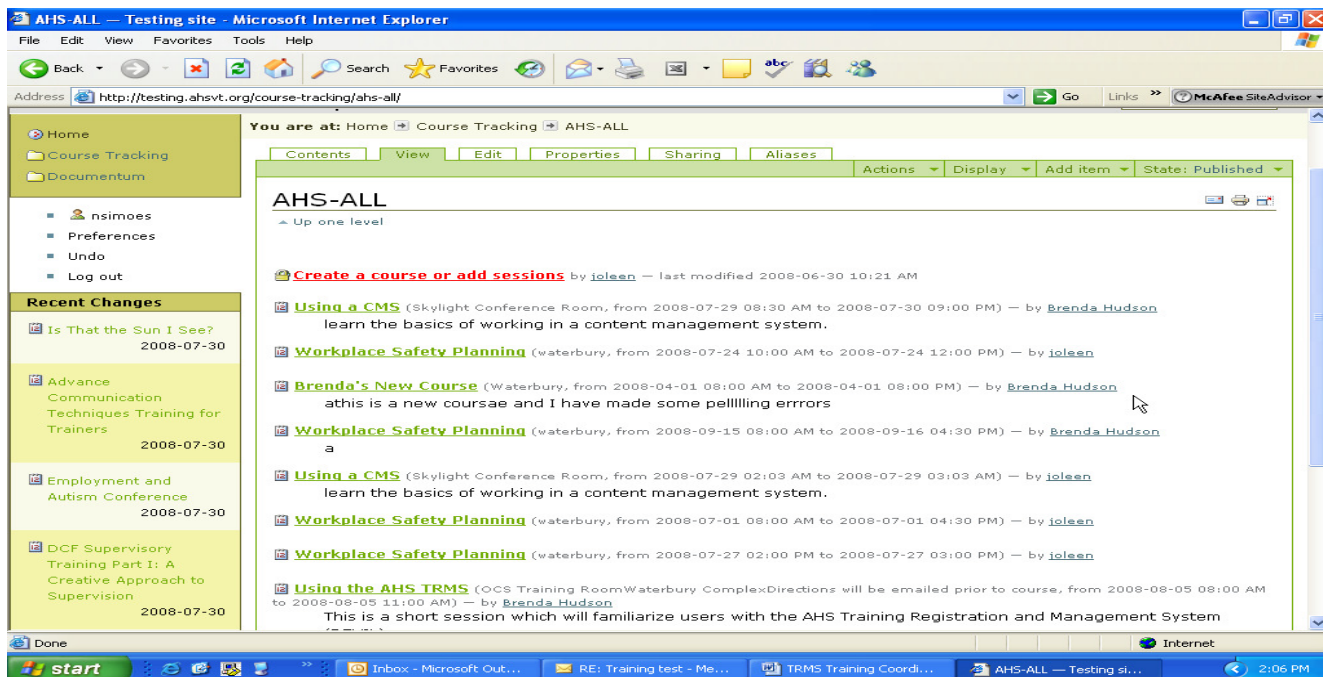 AHS-ALL — Testing site - Microsoft Internet Explorer
File Edit View Favorites Tools Help
Back Search Favorites
Address http://testing.ahsvt.org/course-tracking/ahs-all/ Go Links » McAfee SiteAdvisor
Home
Course Tracking
Documentum
nsimoes
Preferences
Undo
Log out
Recent Changes
Is That the Sun I See?
2008-07-30
Advance
Communication
Techniques Training for
Trainers
2008-07-30
Employment and
Autism Conference
2008-07-30
DCF Supervisory
Training Part I: A
Creative Approach to
Supervision
2008-07-30
You are at: Home Course Tracking AHS-ALL
Contents View Edit Properties Sharing Aliases
Actions Display Add item State: Published
AHS-ALL
Up one level
Create a course or add sessions by joleen — last modified 2008-06-30 10:21 AM
Using a CMS (Skylight Conference Room, from 2008-07-29 08:30 AM to 2008-07-30 09:00 PM) — by Brenda Hudson
learn the basics of working in a content management system.
Workplace Safety Planning (waterbury, from 2008-07-24 10:00 AM to 2008-07-24 12:00 PM) — by joleen
Brenda's New Course (Waterbury, from 2008-04-01 08:00 AM to 2008-04-01 08:00 PM) — by Brenda Hudson
athis is a new coursae and I have made some pelllling errrors
Workplace Safety Planning (waterbury, from 2008-09-15 08:00 AM to 2008-09-16 04:30 PM) — by Brenda Hudson
a
Using a CMS (Skylight Conference Room, from 2008-07-29 02:03 AM to 2008-07-29 03:03 AM) — by joleen
learn the basics of working in a content management system.
Workplace Safety Planning (waterbury, from 2008-07-01 08:00 AM to 2008-07-01 04:30 PM) — by joleen
Workplace Safety Planning (waterbury, from 2008-07-27 02:00 PM to 2008-07-27 03:00 PM) — by joleen
Using the AHS TRMS (OCS Training RoomWaterbury ComplexDirections will be emailed prior to course, from 2008-08-05 08:00 AM
to 2008-08-05 11:00 AM) — by Brenda Hudson
This is a short session which will familiarize users with the AHS Training Registration and Management System
Done Internet
start » Inbox - Microsoft Out... RE: Training test - Me... TRMS Training Coordi... AHS-ALL — Testing si... 2:06 PM